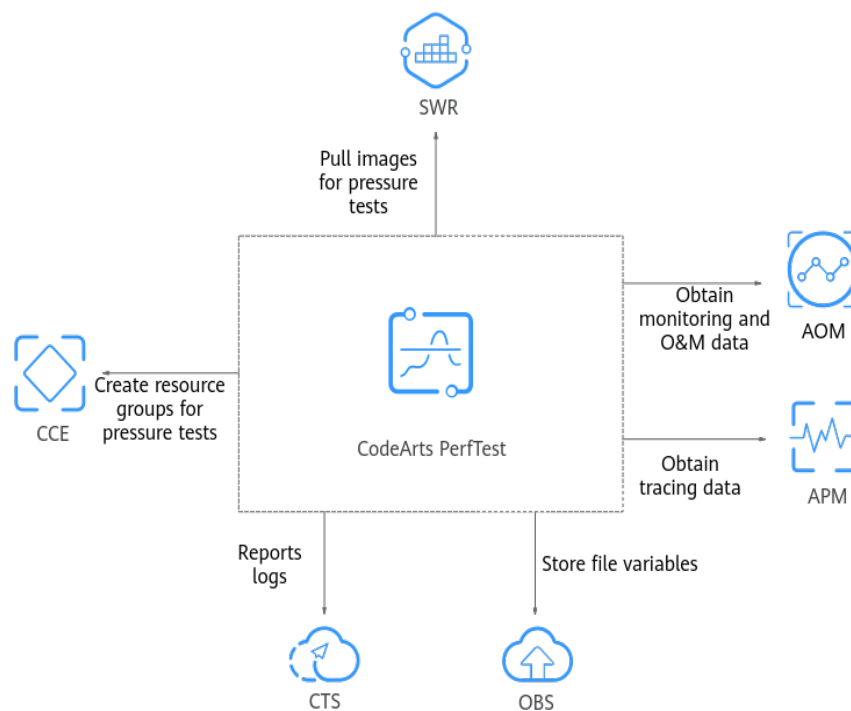 SWR
Pull images
for pressure
tests
Obtain
monitoring and
O&M data
AOM
Create resource
groups for
pressure tests
CCE
CodeArts PerfTest
Obtain
tracing data
APM
Reports
logs
Store file variables
CTS
OBS